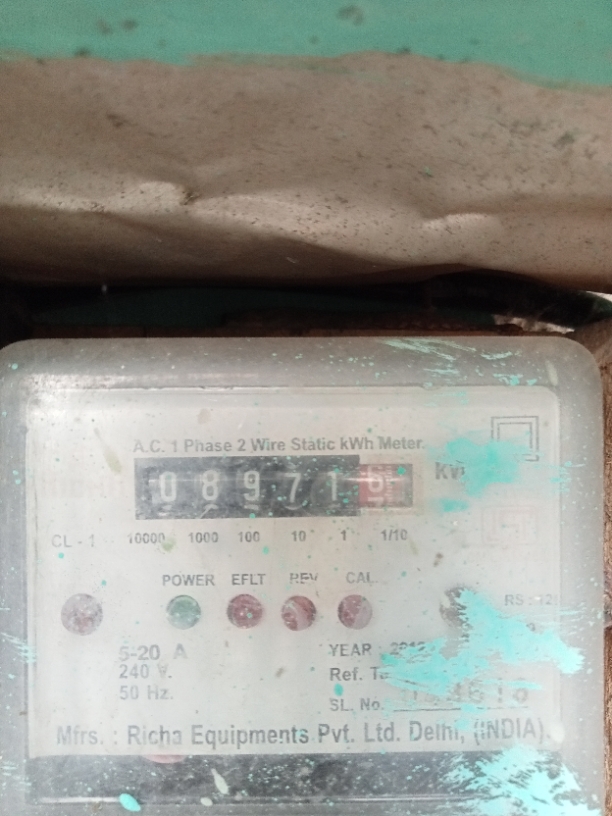 A.C. 1 Phase 2 Wire Static kWh Meter.
0 8 9 7 1
CL - 1 10000 1000 100 10 1 1/10
POWER EFLT REV CAL
5-20 A
240 V.
50 Hz.
YEAR
Ref.
SL. No.
Mfrs. : Richa Equipments Pvt. Ltd. Delhi, (INDIA).